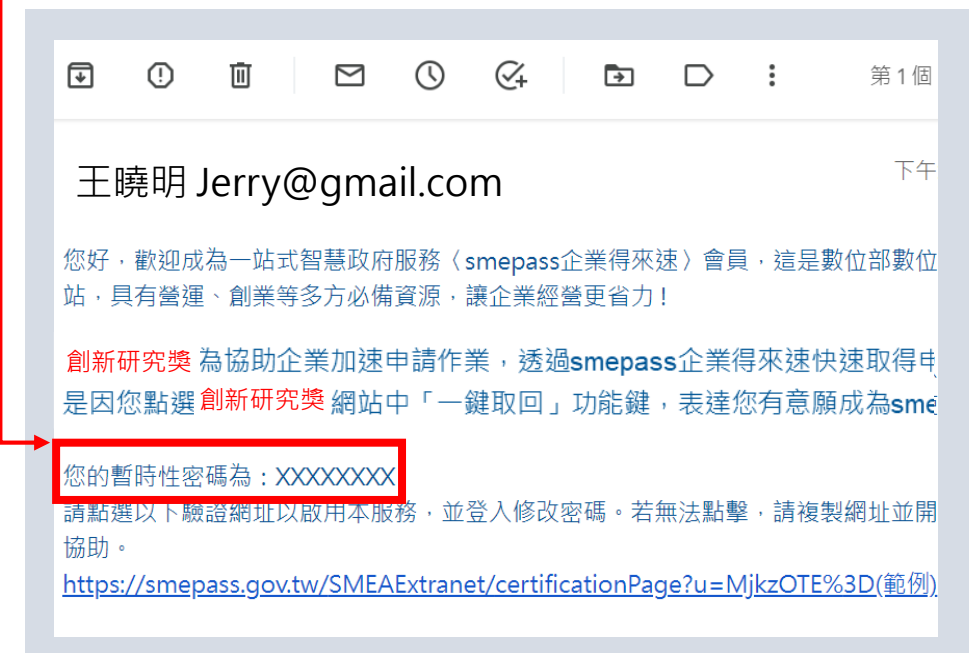 第 1 個
王曉明 Jerry@gmail.com
下午
您好，歡迎成為一站式智慧政府服務〈smepass企業得來速〉會員，這是數位部數位
站，具有營運、創業等多方必備資源，讓企業經營更省力！
創新研究獎 為協助企業加速申請作業，透過smepass企業得來速快速取得申
是因您點選 創新研究獎 網站中「一鍵取回」功能鍵，表達您有意願成為sme
您的暫時性密碼為：XXXXXXXX
請點選以下驗證網址以啟用本服務，並登入修改密碼。若無法點擊，請複製網址並開
協助。
https://smepass.gov.tw/SMEAExtranet/certificationPage?u=MjkzOTE%3D(範例)